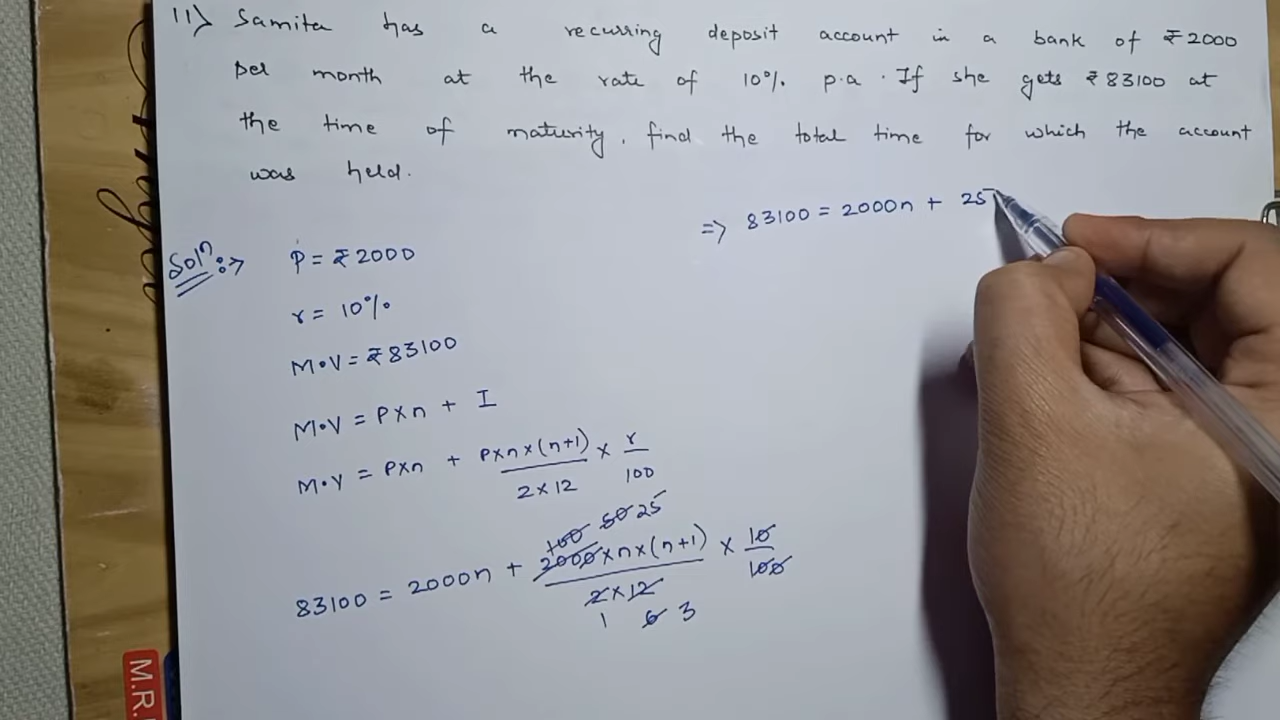 11) Samita has a recurring deposit account in a bank of ₹2000
per month at the rate of 10% p.a. If she gets ₹83100 at
the time of maturity, find the total time for which the account
was held.
Soln :→
P = ₹2000
r = 10%
M.V = ₹83100
M.V = P×n + I
M.V = P×n + P×n×(n+1)/2×12 × r/100
100 50 25
83100 = 2000n + 2000×n×(n+1)/2×12 × 10/100
1 6 3
=> 83100 = 2000n + 25
M.R.